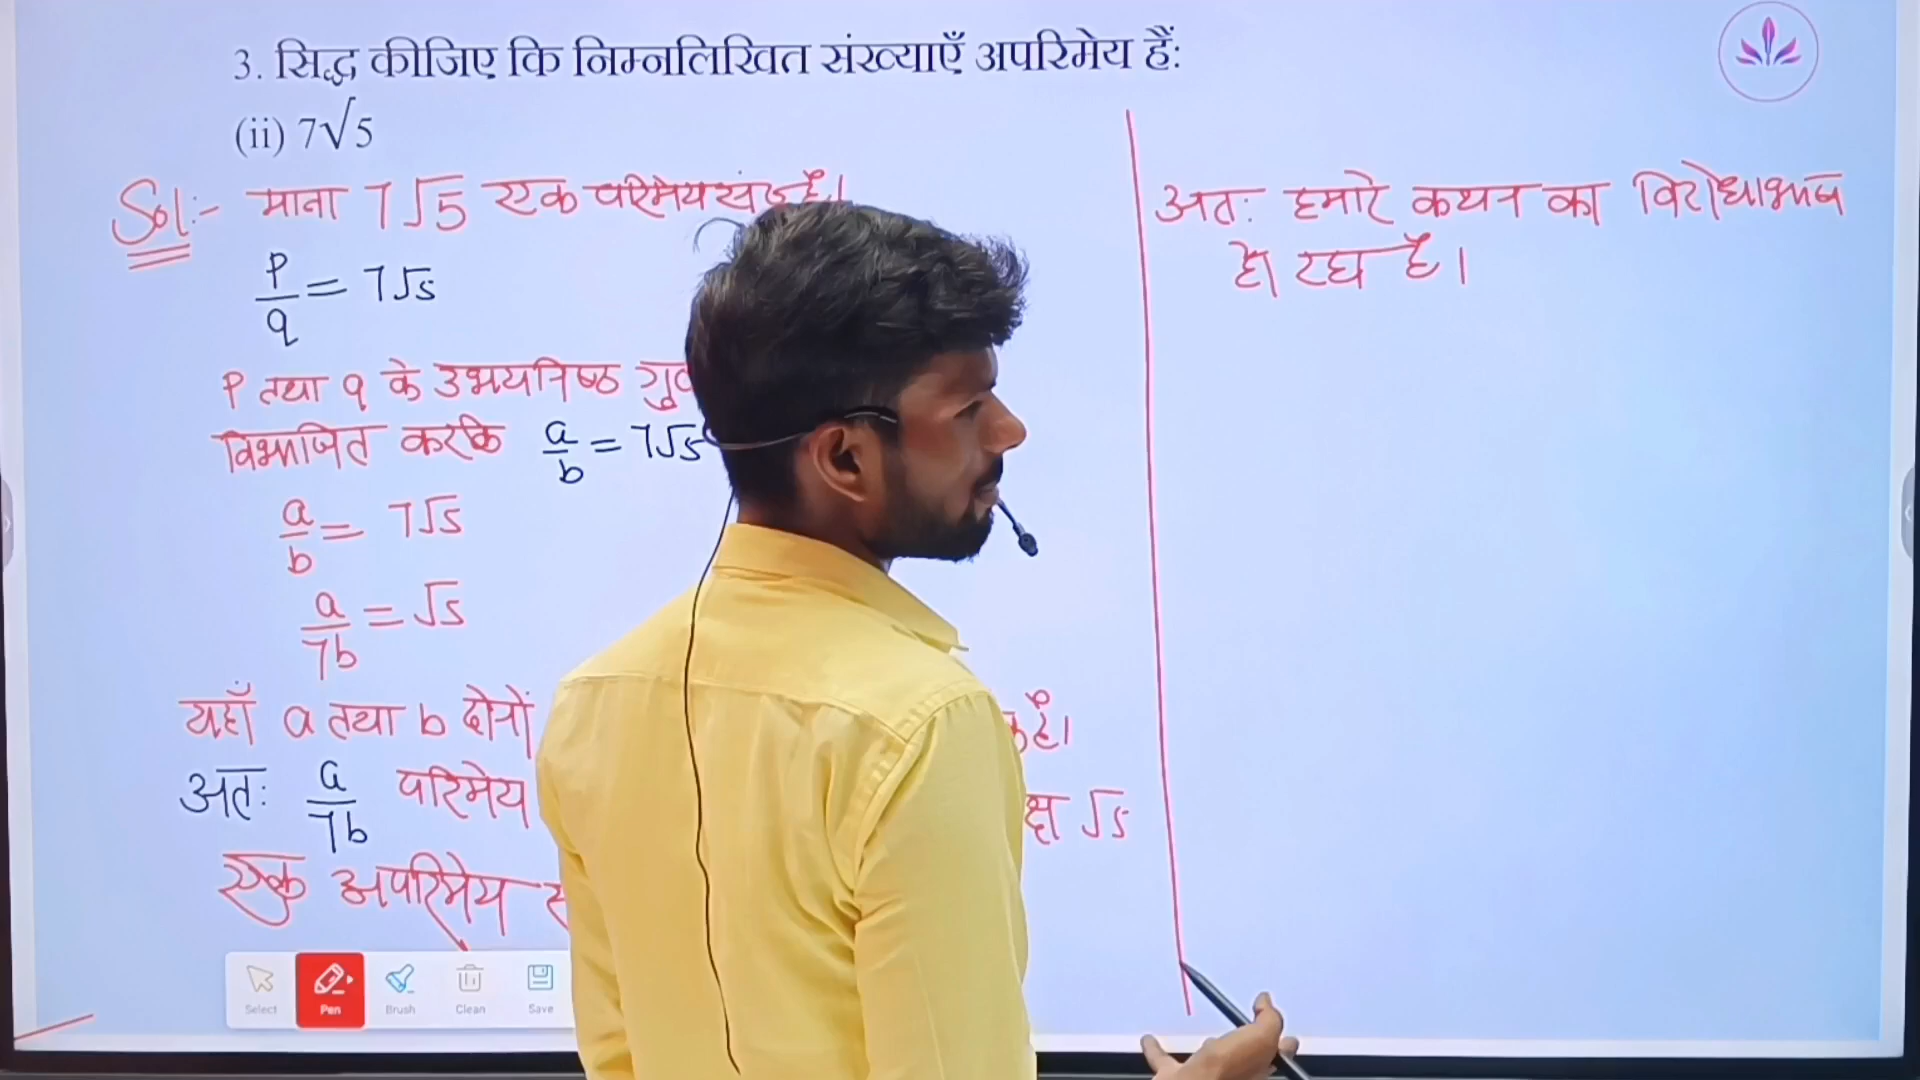 3. सिद्ध कीजिए कि निम्नलिखित संख्याएँ अपरिमेय हैं:
(ii) 7√5
Sol:- माना 7√5 एक परिमेय सं० है।
p/q = 7√5
P तथा q के उभयनिष्ठ
विभाजित करके a/b = 7√5
a/b = 7√5
a/7b = √5
यहाँ a तथा b दोनों
अतः a/7b परिमेय √5
एक अपरिमेय
अतः हमारे कथन का विरोधाभाष
हो रहा है।
Select Pen Brush Clean Save